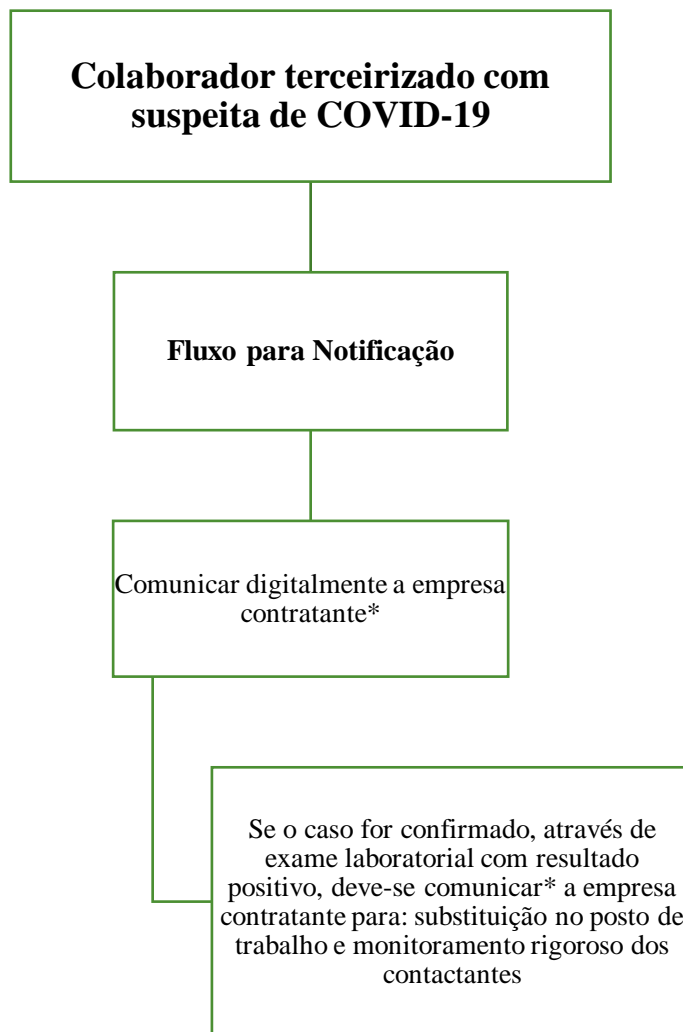 Colaborador terceirizado com
suspeita de COVID-19
Fluxo para Notificação
Comunicar digitalmente a empresa
contratante*
Se o caso for confirmado, através de
exame laboratorial com resultado
positivo, deve-se comunicar* a empresa
contratante para: substituição no posto de
trabalho e monitoramento rigoroso dos
contactantes